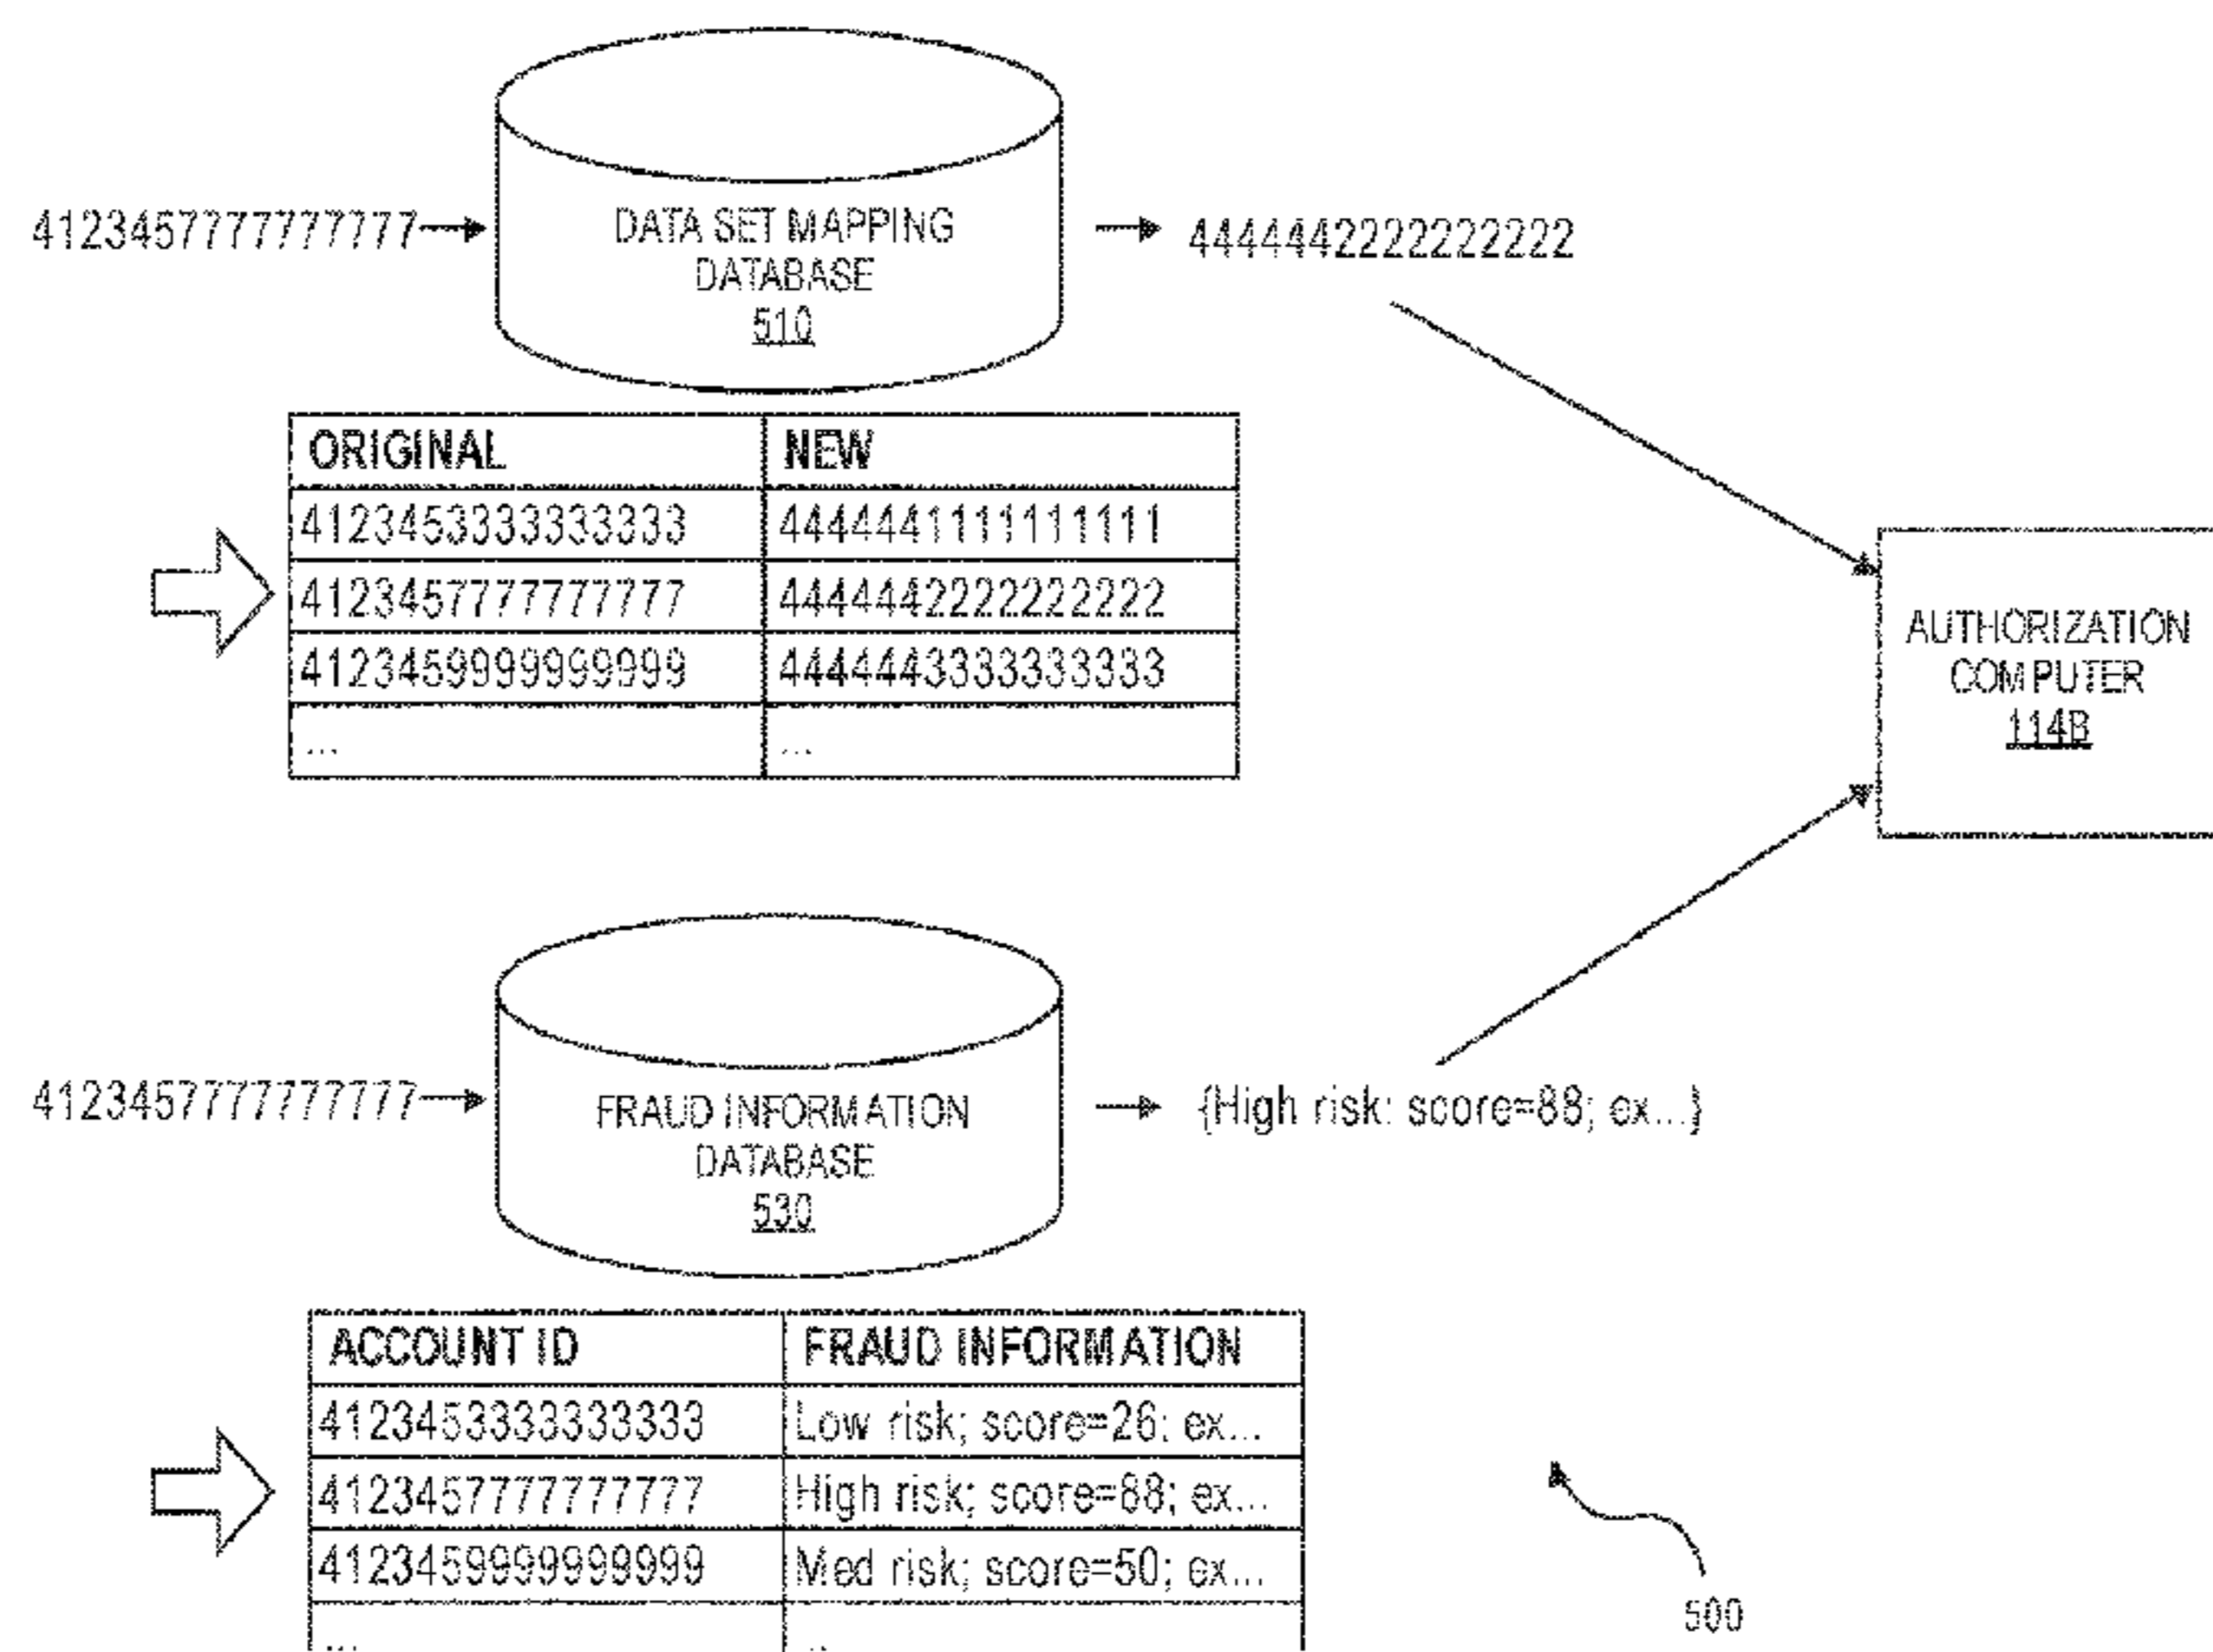 4123457777777777
DATA SET MAPPING
DATABASE
510
4444442222222222
ORIGINAL NEW
4123453333333333 4444441111111111
4123457777777777 4444442222222222
4123459999999999 4444443333333333
... ...
AUTHORIZATION
COMPUTER
114B
4123457777777777
FRAUD INFORMATION
DATABASE
530
{High risk: score=88; ex...}
ACCOUNT ID FRAUD INFORMATION
4123453333333333 Low risk; score=26; ex...
4123457777777777 High risk; score=88; ex...
4123459999999999 Med risk; score=50; ex...
... ...
500